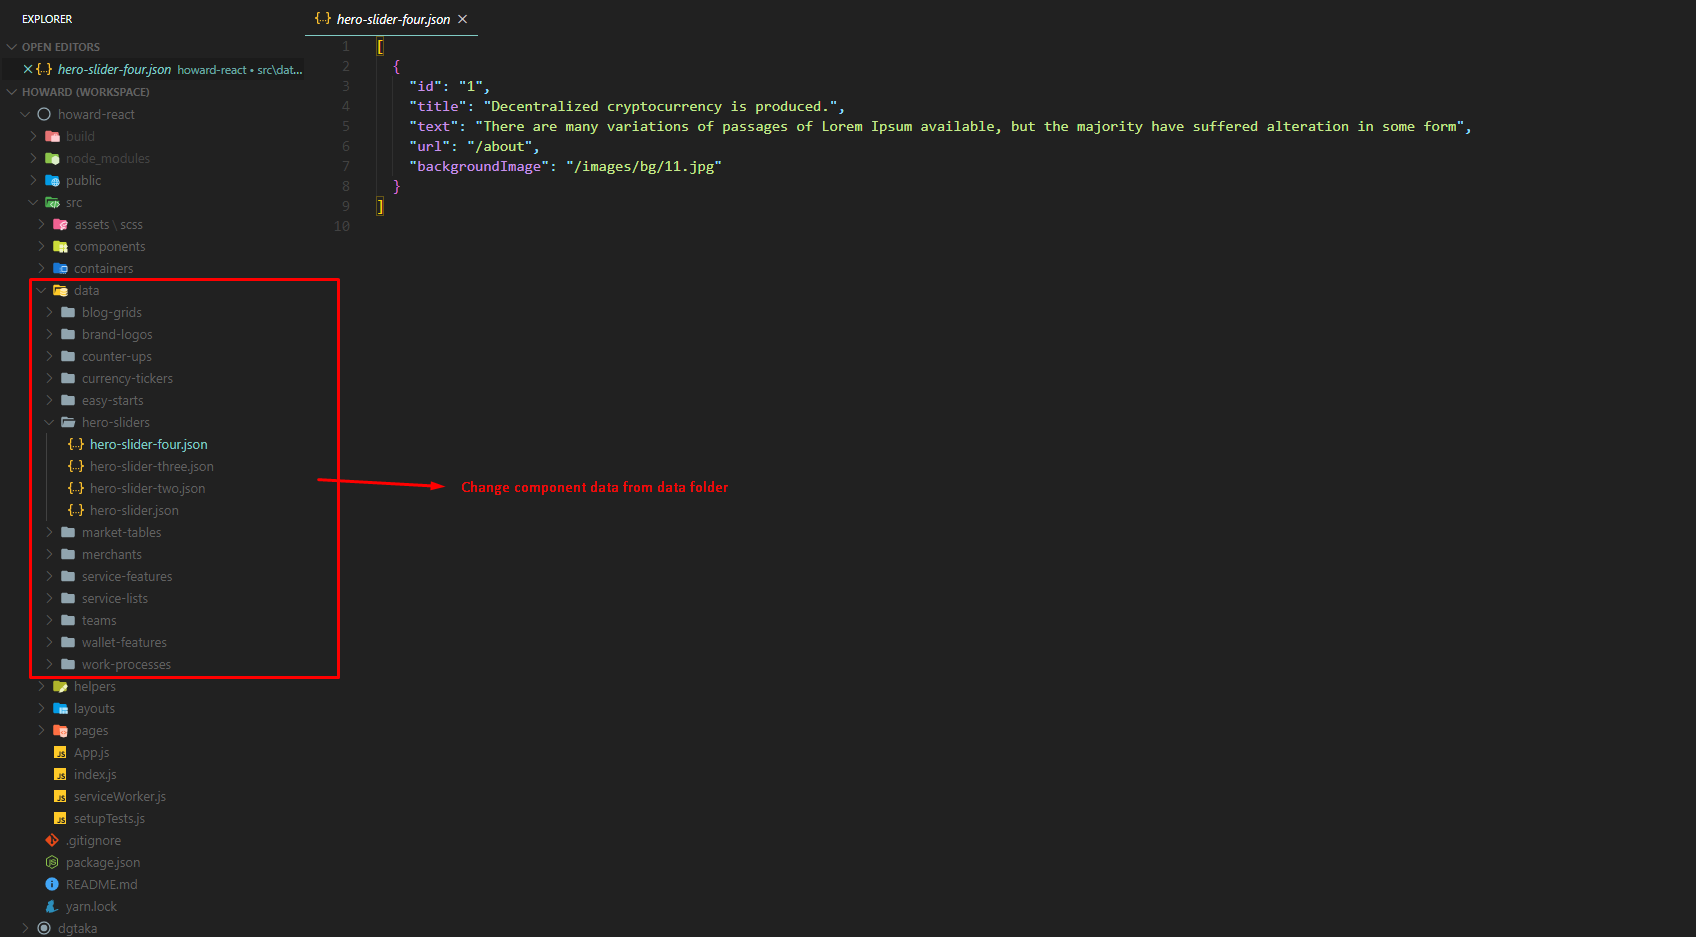 EXPLORER
OPEN EDITORS
hero-slider-four.json howard-react • src\dat...
HOWARD (WORKSPACE)
howard-react
build
node_modules
public
src
assets \ scss
components
containers
data
blog-grids
brand-logos
counter-ups
currency-tickers
easy-starts
hero-sliders
hero-slider-four.json
hero-slider-three.json
hero-slider-two.json
hero-slider.json
market-tables
merchants
service-features
service-lists
teams
wallet-features
work-processes
helpers
layouts
pages
App.js
index.js
serviceWorker.js
setupTests.js
.gitignore
package.json
README.md
yarn.lock
dgtaka
{..} hero-slider-four.json ×
1 [
2 {
3 "id": "1",
4 "title": "Decentralized cryptocurrency is produced.",
5 "text": "There are many variations of passages of Lorem Ipsum available, but the majority have suffered alteration in some form",
6 "url": "/about",
7 "backgroundImage": "/images/bg/11.jpg"
8 }
9 ]
10
Change component data from data folder